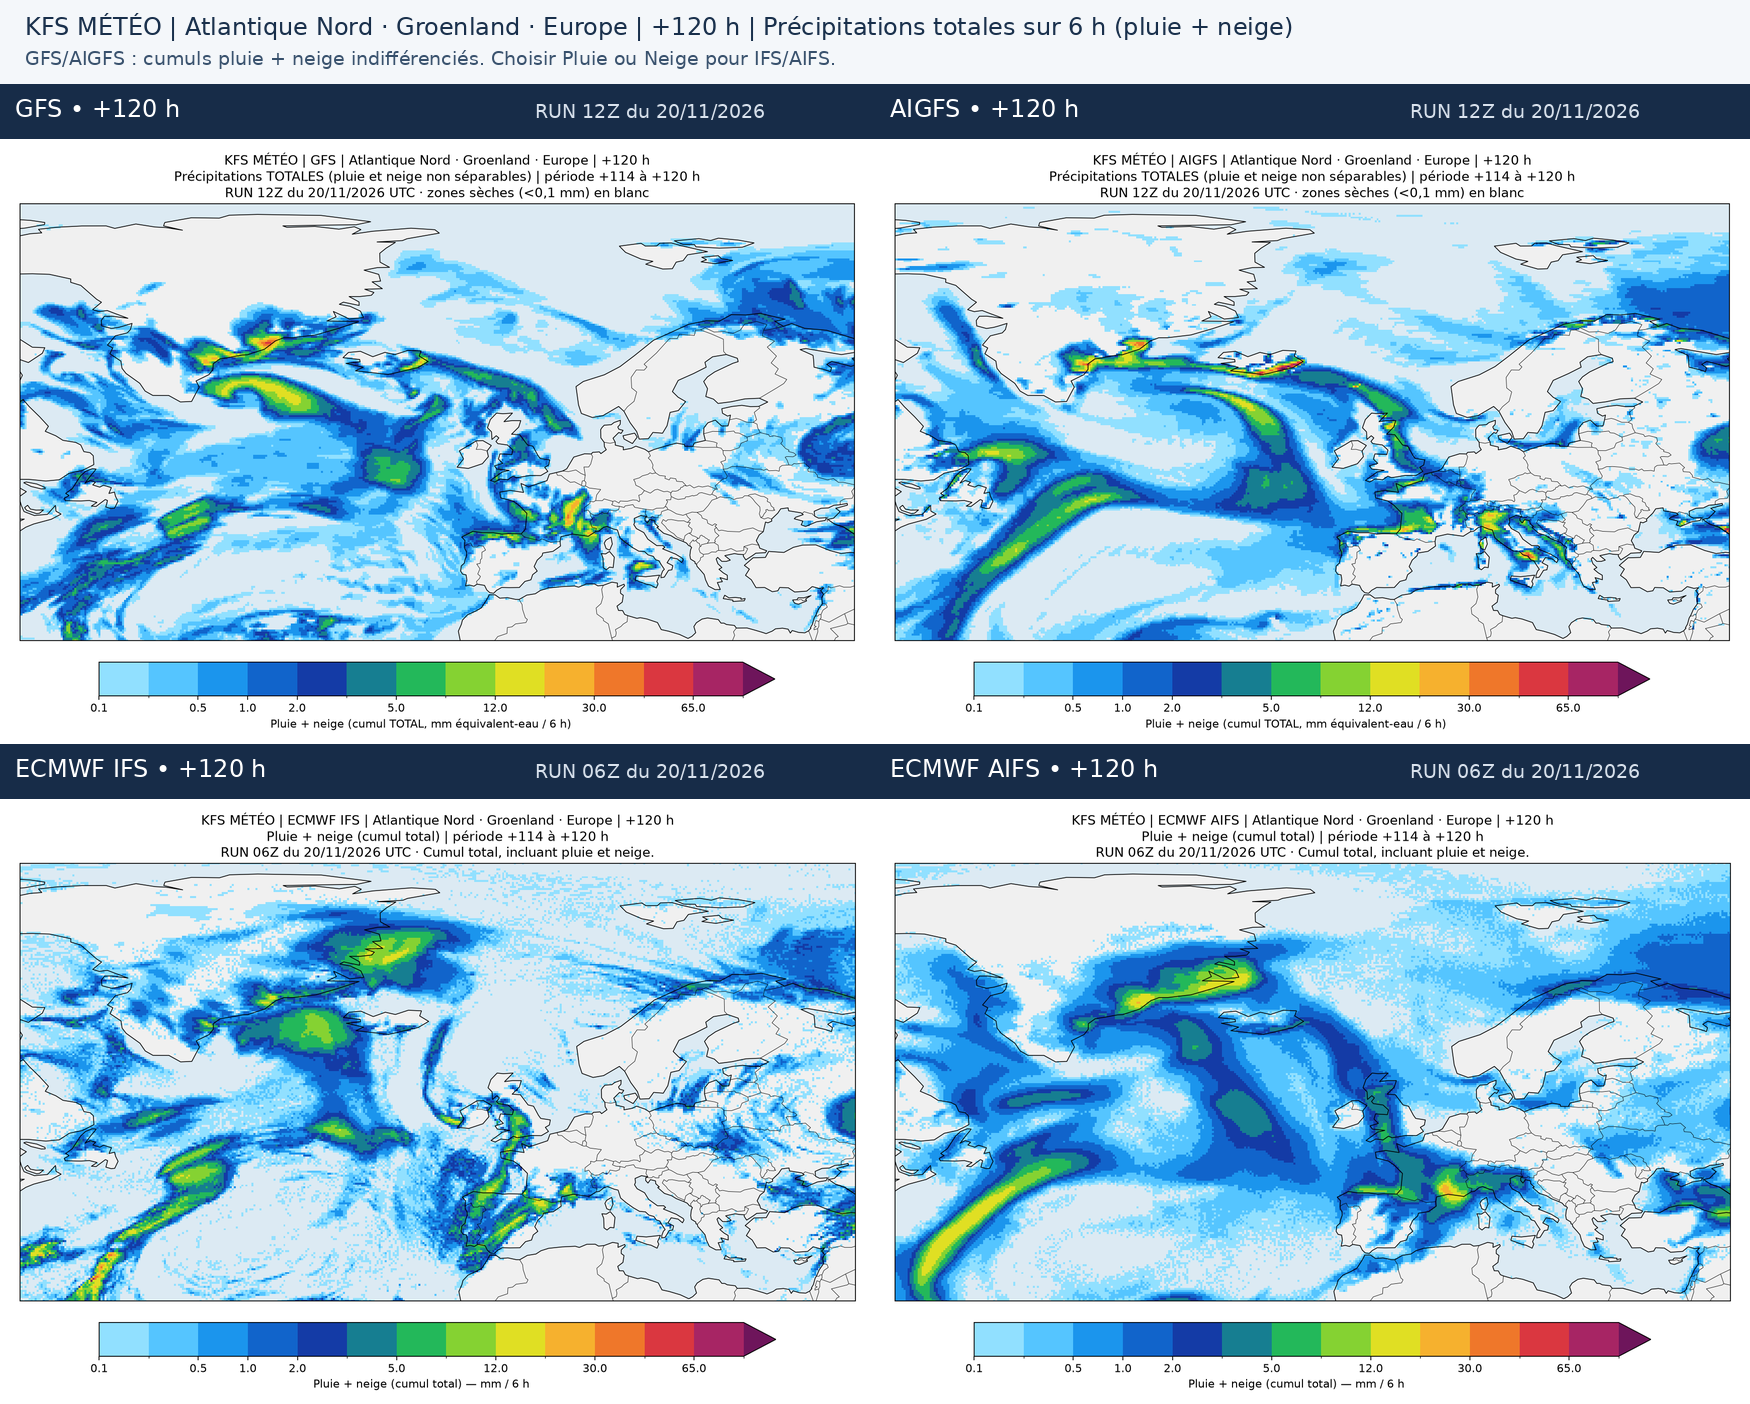 KFS MÉTÉO | Atlantique Nord · Groenland · Europe | +120 h | Précipitations totales sur 6 h (pluie + neige)
GFS/AIGFS : cumuls pluie + neige indifférenciés. Choisir Pluie ou Neige pour IFS/AIFS.
GFS • +120 h RUN 12Z du 20/11/2026
AIGFS • +120 h RUN 12Z du 20/11/2026
KFS MÉTÉO | GFS | Atlantique Nord · Groenland · Europe | +120 h
Précipitations TOTALES (pluie et neige non séparables) | période +114 à +120 h
RUN 12Z du 20/11/2026 UTC · zones sèches (<0,1 mm) en blanc
KFS MÉTÉO | AIGFS | Atlantique Nord · Groenland · Europe | +120 h
Précipitations TOTALES (pluie et neige non séparables) | période +114 à +120 h
RUN 12Z du 20/11/2026 UTC · zones sèches (<0,1 mm) en blanc
0.1 0.5 1.0 2.0 5.0 12.0 30.0 65.0
Pluie + neige (cumul TOTAL, mm équivalent-eau / 6 h)
0.1 0.5 1.0 2.0 5.0 12.0 30.0 65.0
Pluie + neige (cumul TOTAL, mm équivalent-eau / 6 h)
ECMWF IFS • +120 h RUN 06Z du 20/11/2026
ECMWF AIFS • +120 h RUN 06Z du 20/11/2026
KFS MÉTÉO | ECMWF IFS | Atlantique Nord · Groenland · Europe | +120 h
Pluie + neige (cumul total) | période +114 à +120 h
RUN 06Z du 20/11/2026 UTC · Cumul total, incluant pluie et neige.
KFS MÉTÉO | ECMWF AIFS | Atlantique Nord · Groenland · Europe | +120 h
Pluie + neige (cumul total) | période +114 à +120 h
RUN 06Z du 20/11/2026 UTC · Cumul total, incluant pluie et neige.
0.1 0.5 1.0 2.0 5.0 12.0 30.0 65.0
Pluie + neige (cumul total) — mm / 6 h
0.1 0.5 1.0 2.0 5.0 12.0 30.0 65.0
Pluie + neige (cumul total) — mm / 6 h